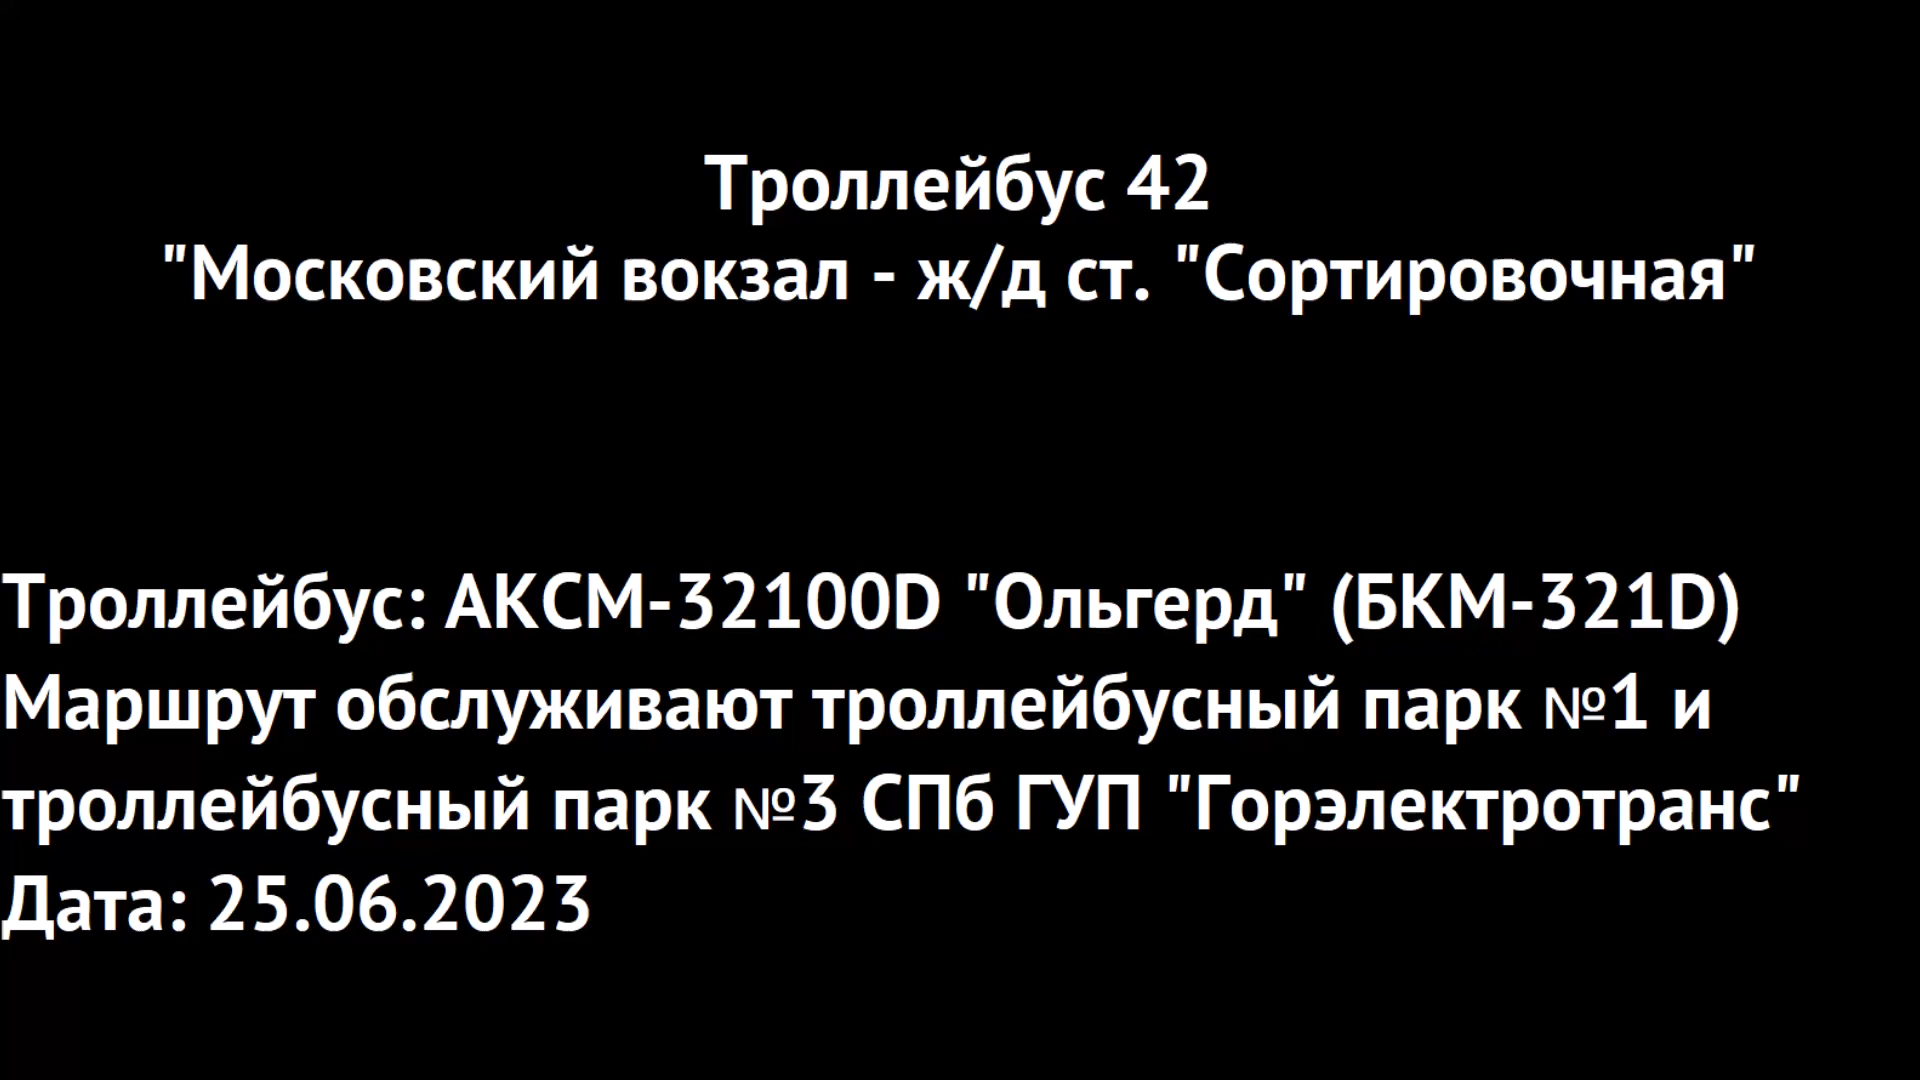 Троллейбус 42
"Московский вокзал - ж/д ст. "Сортировочная"
Троллейбус: АКСМ-32100D "Ольгерд" (БКМ-321D)
Маршрут обслуживают троллейбусный парк №1 и
троллейбусный парк №3 СПб ГУП "Горэлектротранс"
Дата: 25.06.2023